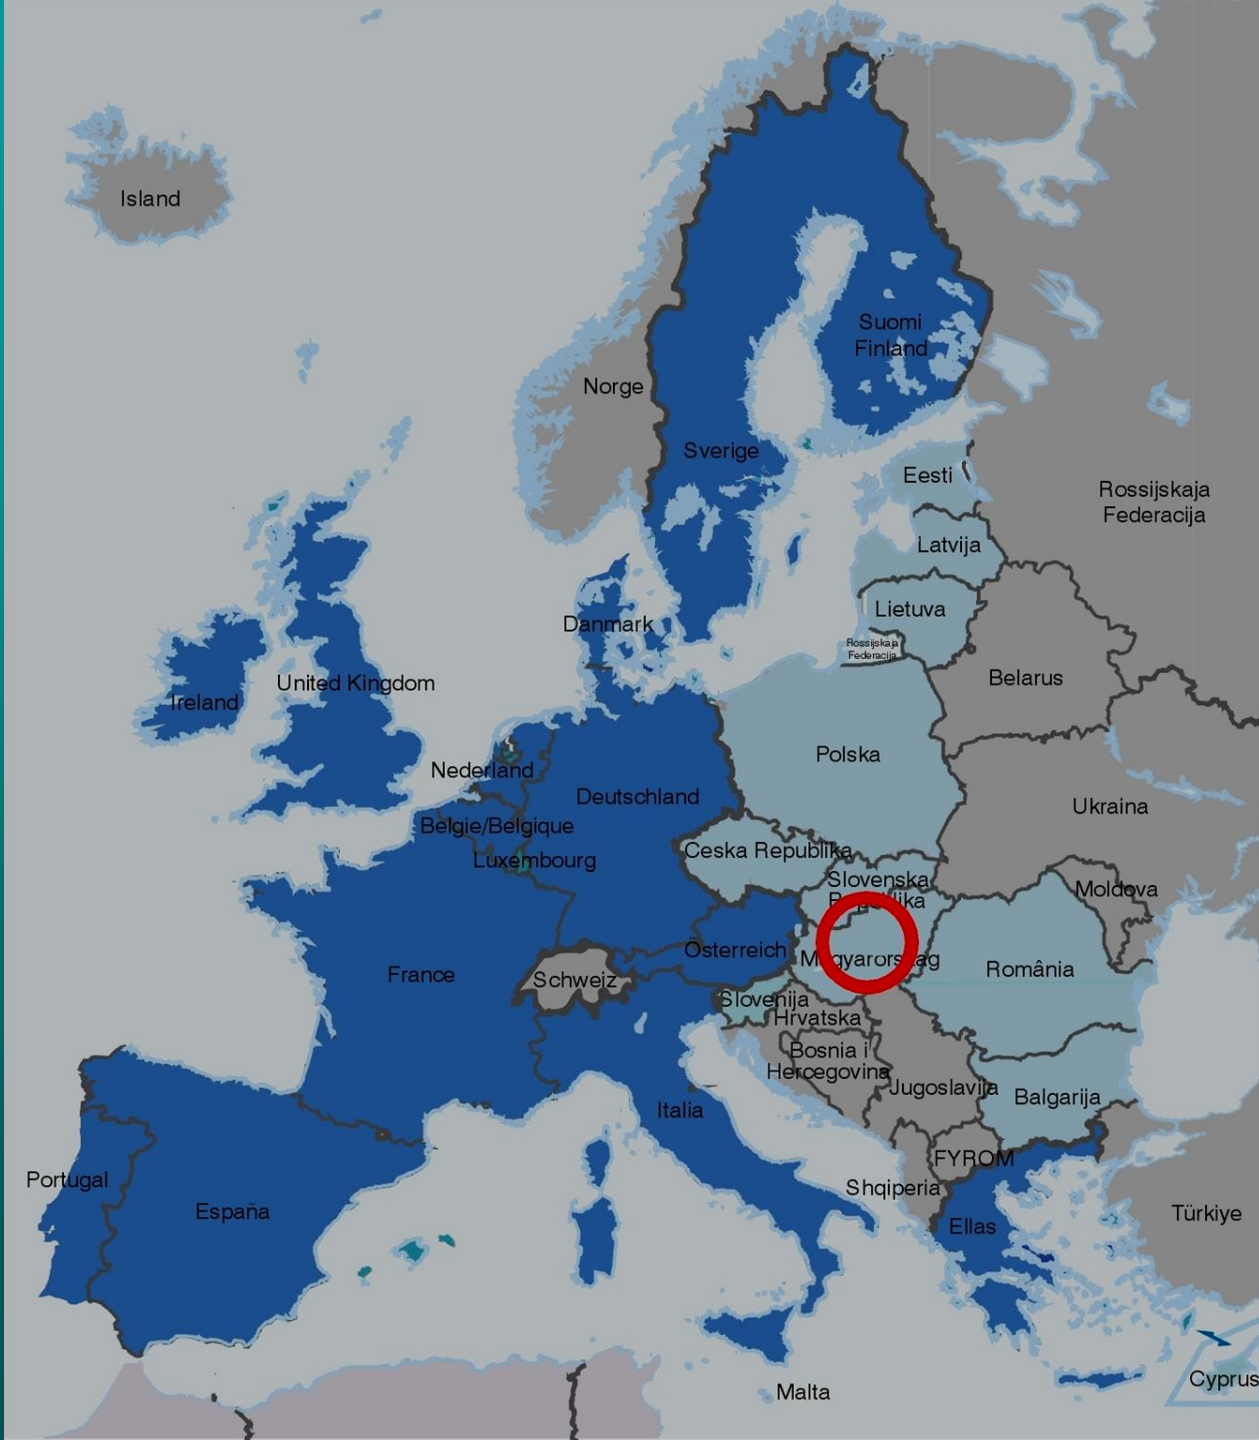 Island
Suomi
Finland
Norge
Sverige
Eesti
Rossijskaja
Federacija
Latvija
Lietuva
Danmark
Rossijskaja
Federacija
Belarus
United Kingdom
Ireland
Polska
Nederland
Deutschland
Ukraina
Belgie/Belgique
Ceska Republika
Luxembourg
Slovenska
Republika
Moldova
Österreich
Magyarorszag
France
România
Schweiz
Slovenija
Hrvatska
Bosnia i
Hercegovina
Jugoslavija
Balgarija
Italia
FYROM
Portugal
Shqiperia
España
Türkiye
Ellas
Cyprus
Malta